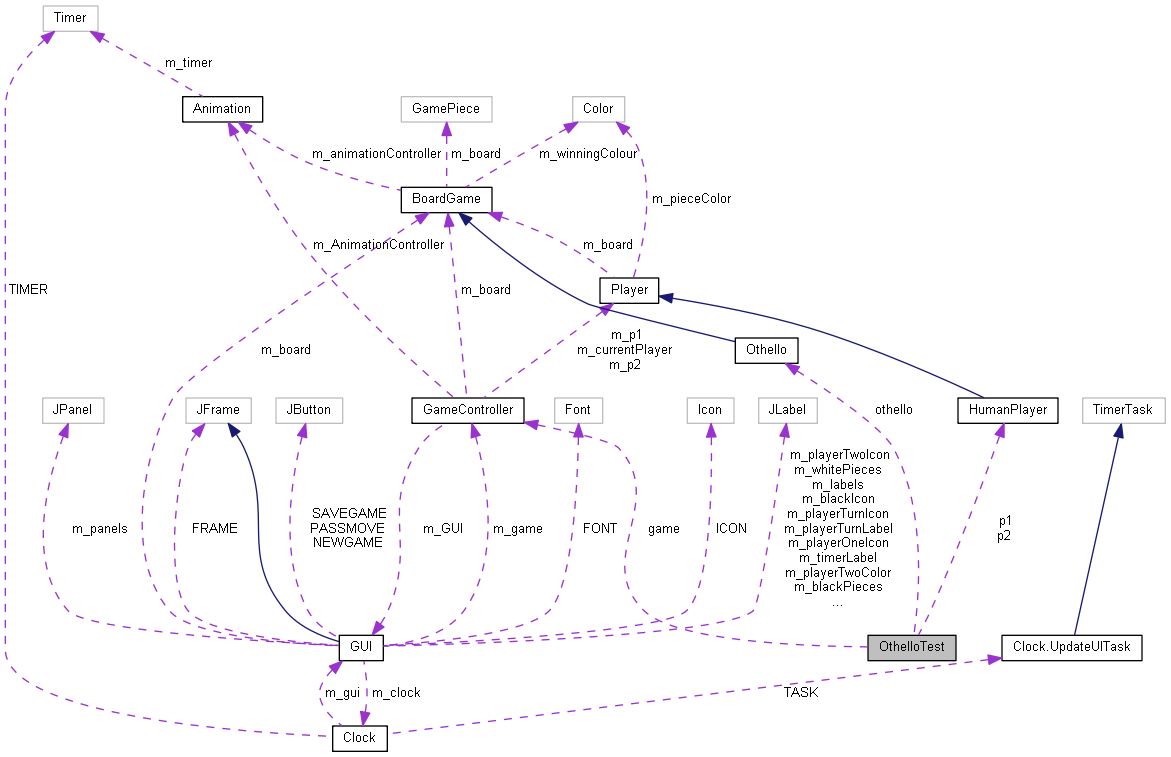 Timer
m_timer
Animation
GamePiece
Color
m_animationController
m_board
m_winningColour
BoardGame
m_pieceColor
m_AnimationController
m_board
Player
TIMER
m_board
m_p1
m_currentPlayer
m_p2
m_board
Othello
JPanel
JFrame
JButton
GameController
Font
Icon
JLabel
othello
HumanPlayer
TimerTask
m_panels
FRAME
SAVEGAME
PASSMOVE
NEWGAME
m_GUI
m_game
FONT
game
ICON
m_playerTwoIcon
m_whitePieces
m_labels
m_blackIcon
m_playerTurnIcon
m_playerTurnLabel
m_playerOneIcon
m_timerLabel
m_playerTwoColor
m_blackPieces
...
p1
p2
GUI
OthelloTest
Clock.UpdateUITask
m_gui
m_clock
TASK
Clock